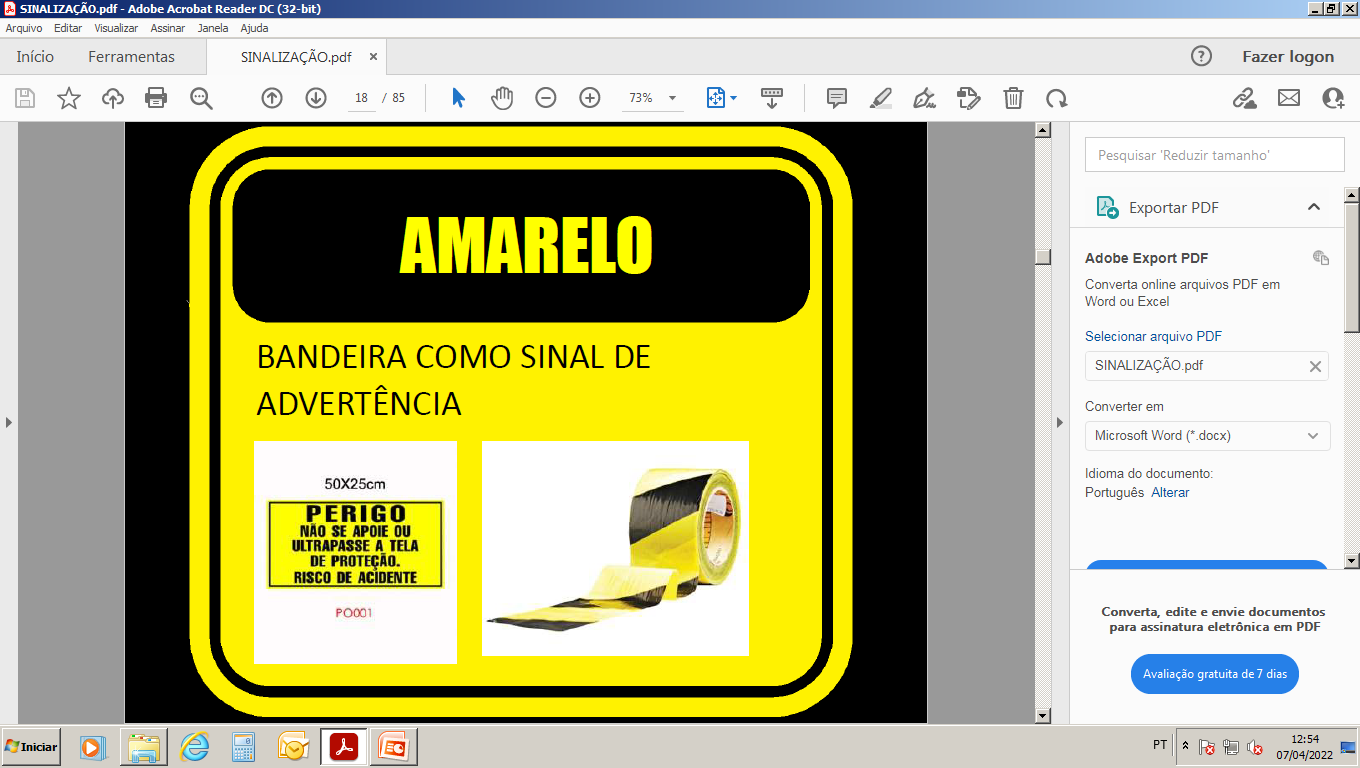 SINALIZAÇÃO.pdf - Adobe Acrobat Reader DC (32-bit)
Arquivo Editar Visualizar Assinar Janela Ajuda
Início Ferramentas SINALIZAÇÃO.pdf × Fazer logon
18 / 85 73%
AMARELO
BANDEIRA COMO SINAL DE
ADVERTÊNCIA
50X25cm
PERIGO
NÃO SE APOIE OU
ULTRAPASSE A TELA
DE PROTEÇÃO.
RISCO DE ACIDENTE
PO001
Pesquisar 'Reduzir tamanho'
Exportar PDF
Adobe Export PDF
Converta online arquivos PDF em
Word ou Excel
Selecionar arquivo PDF
SINALIZAÇÃO.pdf
Converter em
Microsoft Word (*.docx)
Idioma do documento:
Português Alterar
Converta, edite e envie documentos
para assinatura eletrônica em PDF
Avaliação gratuita de 7 dias
Iniciar
PT
12:54
07/04/2022